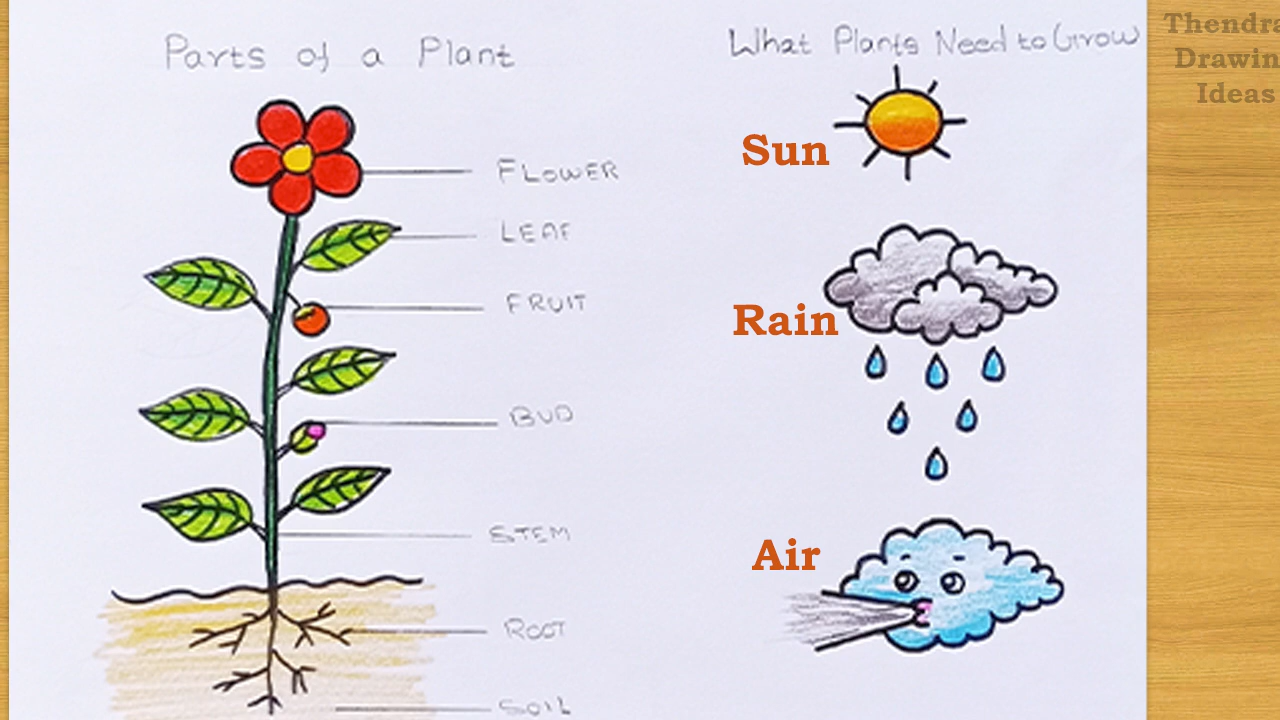 Parts of a Plant
FLOWER
LEAF
FRUIT
BUD
STEM
ROOT
SOIL
What Plants Need to Grow
Sun
Rain
Air
Drawin
Ideas